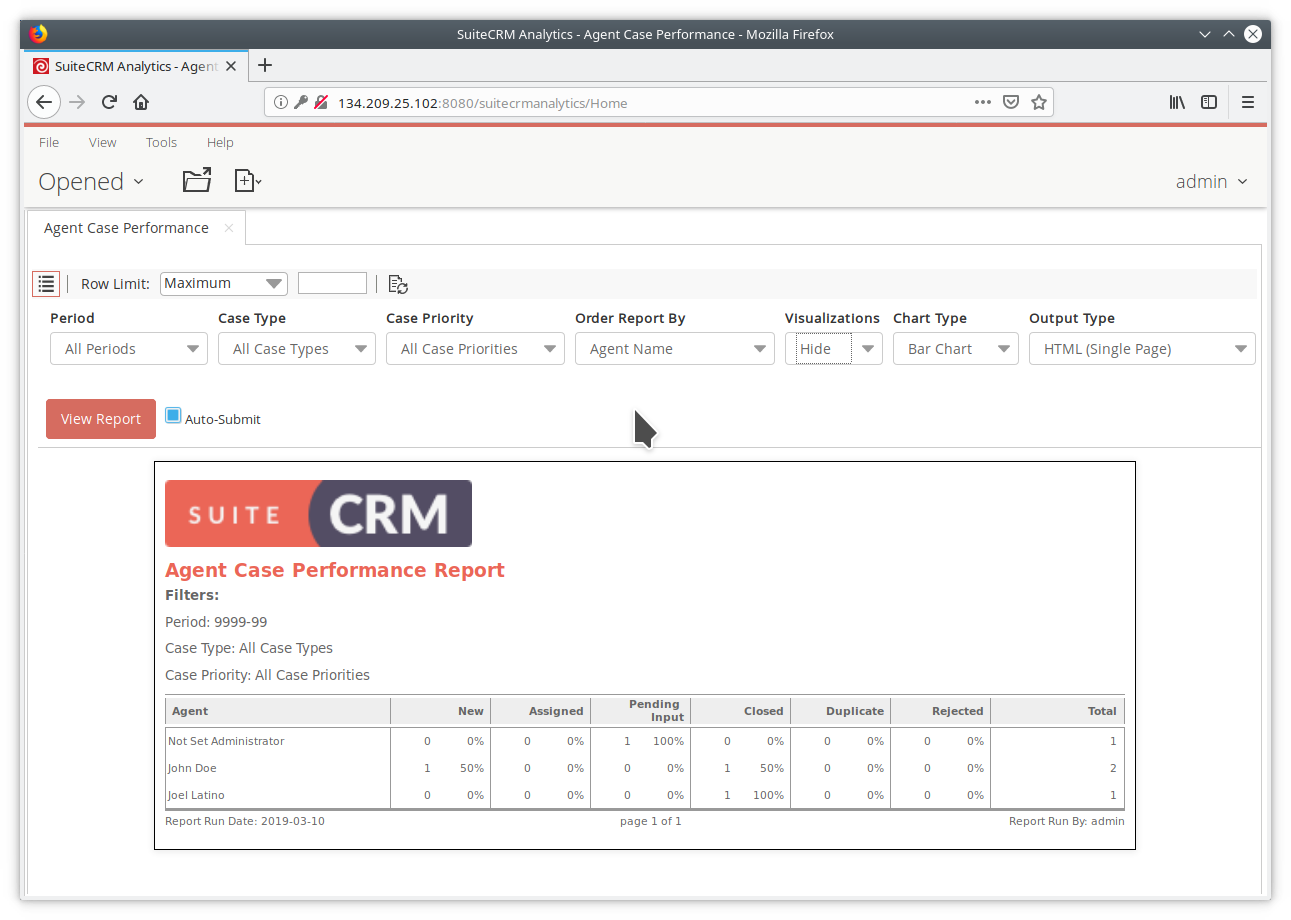 SuiteCRM Analytics - Agent Case Performance - Mozilla Firefox
SuiteCRM Analytics - Agent
134.209.25.102:8080/suitecrmanalytics/Home
File View Tools Help
Opened admin
Agent Case Performance
Row Limit: Maximum
Period Case Type Case Priority Order Report By Visualizations Chart Type Output Type
All Periods All Case Types All Case Priorities Agent Name Hide Bar Chart HTML (Single Page)
View Report Auto-Submit
SUITE CRM
Agent Case Performance Report
Filters:
Period: 9999-99
Case Type: All Case Types
Case Priority: All Case Priorities
Agent New Assigned Pending Input Closed Duplicate Rejected Total
Not Set Administrator 0 0% 0 0% 1 100% 0 0% 0 0% 0 0% 1
John Doe 1 50% 0 0% 0 0% 1 50% 0 0% 0 0% 2
Joel Latino 0 0% 0 0% 0 0% 1 100% 0 0% 0 0% 1
Report Run Date: 2019-03-10 page 1 of 1 Report Run By: admin